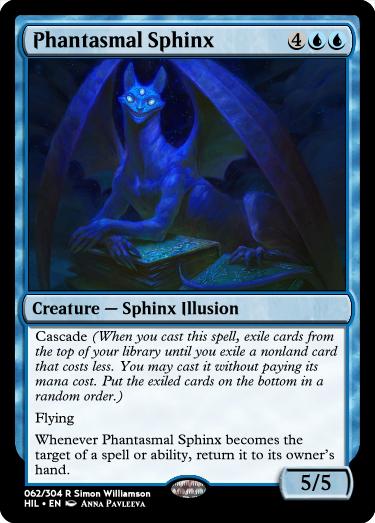 Phantasmal Sphinx 4
Creature — Sphinx Illusion
Cascade (When you cast this spell, exile cards from
the top of your library until you exile a nonland card
that costs less. You may cast it without paying its
mana cost. Put the exiled cards on the bottom in a
random order.)
Flying
Whenever Phantasmal Sphinx becomes the
target of a spell or ability, return it to its owner's
hand.
5/5
062/304 R Simon Williamson
HIL • EN Anna Pavleeva